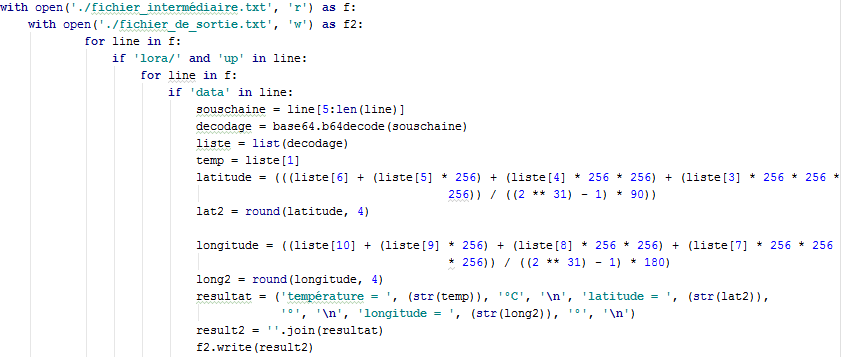 with open('./fichier_intermédiaire.txt', 'r') as f:
    with open('./fichier_de_sortie.txt', 'w') as f2:
            for line in f:
                if 'lora/' and 'up' in line:
                    for line in f:
                        if 'data' in line:
                            souschaine = line[5:len(line)]
                            decodage = base64.b64decode(souschaine)
                            liste = list(decodage)
                            temp = liste[1]
                            latitude = (((liste[6] + (liste[5] * 256) + (liste[4] * 256 * 256) + (liste[3] * 256 * 256 *
                                                                256)) / ((2 ** 31) - 1) * 90))
                            lat2 = round(latitude, 4)

                            longitude = ((liste[10] + (liste[9] * 256) + (liste[8] * 256 * 256) + (liste[7] * 256 * 256
                                                                * 256)) / ((2 ** 31) - 1) * 180)
                            long2 = round(longitude, 4)
                            resultat = ('température = ', (str(temp)), '°C', '\n', 'latitude = ', (str(lat2)),
                                        '°', '\n', 'longitude = ', (str(long2)), '°', '\n')
                            result2 = ''.join(resultat)
                            f2.write(result2)